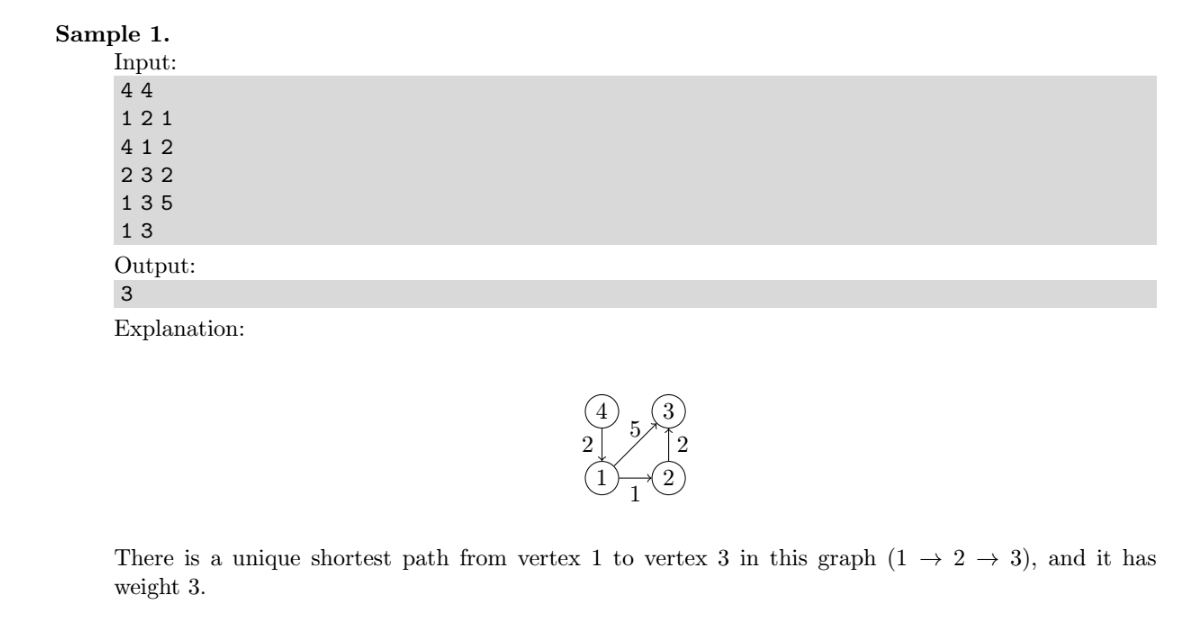 Sample 1.
Input:
4 4
1 2 1
4 1 2
2 3 2
1 3 5
1 3
Output:
3
Explanation:
4 3
5
2 2
1 2
1
There is a unique shortest path from vertex 1 to vertex 3 in this graph (1 → 2 → 3), and it has
weight 3.